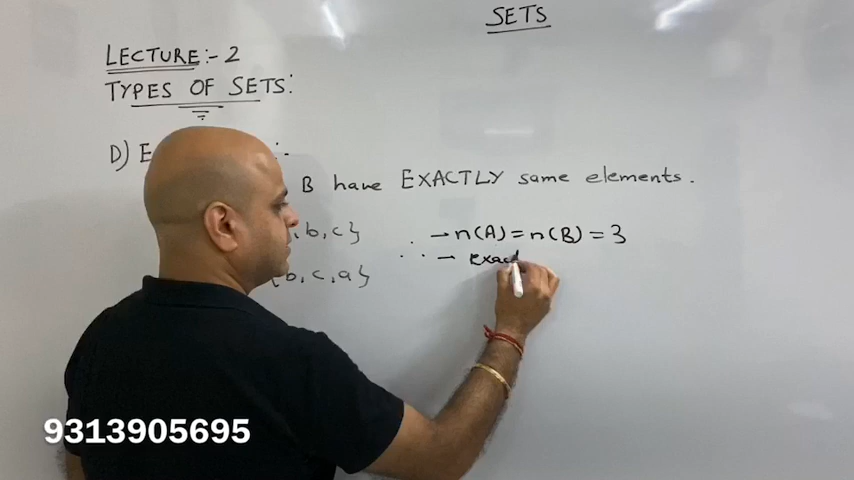 SETS
LECTURE:- 2
TYPES OF SETS:
D) E :-
B have EXACTLY same elements.
,b,c}
→ n(A) = n(B) = 3
{b, c, a}
→ Exact
9313905695